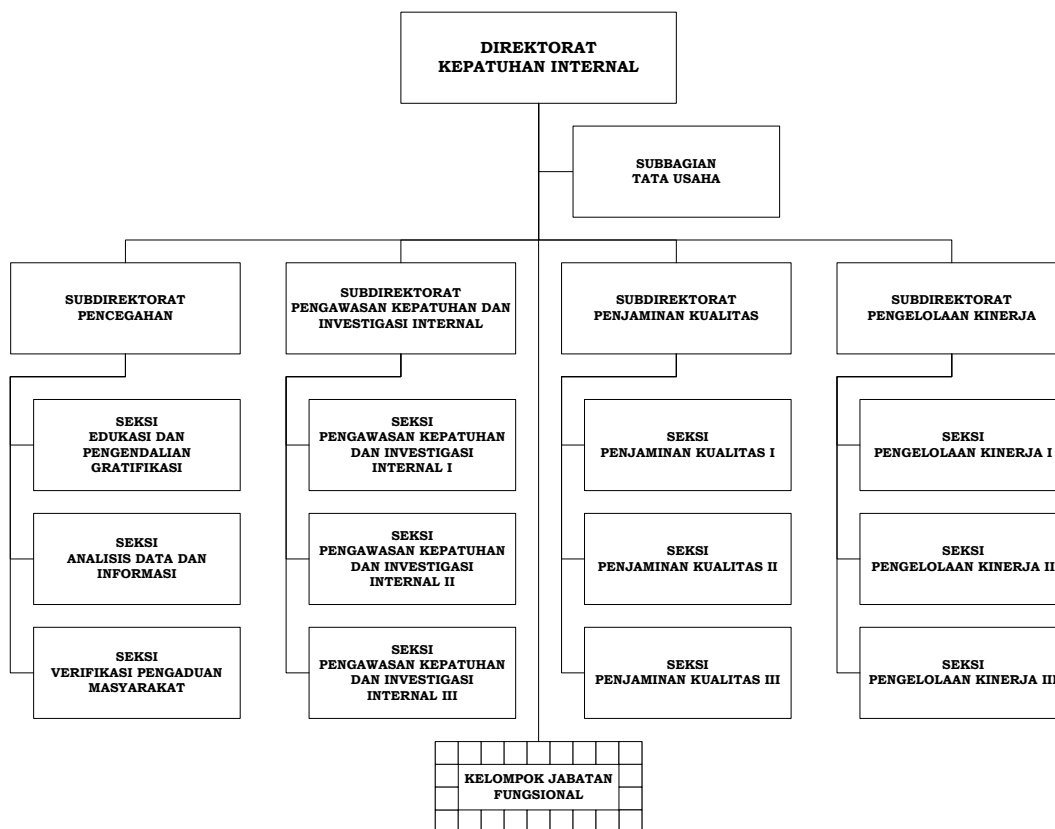 DIREKTORAT
KEPATUHAN INTERNAL
SUBBAGIAN
TATA USAHA
SUBDIREKTORAT
PENCEGAHAN
SUBDIREKTORAT
PENGAWASAN KEPATUHAN DAN
INVESTIGASI INTERNAL
SUBDIREKTORAT
PENJAMINAN KUALITAS
SUBDIREKTORAT
PENGELOLAAN KINERJA
SEKSI
EDUKASI DAN
PENGENDALIAN
GRATIFIKASI
SEKSI
PENGAWASAN KEPATUHAN
DAN INVESTIGASI
INTERNAL I
SEKSI
PENJAMINAN KUALITAS I
SEKSI
PENGELOLAAN KINERJA I
SEKSI
ANALISIS DATA DAN
INFORMASI
SEKSI
PENGAWASAN KEPATUHAN
DAN INVESTIGASI
INTERNAL II
SEKSI
PENJAMINAN KUALITAS II
SEKSI
PENGELOLAAN KINERJA II
SEKSI
VERIFIKASI PENGADUAN
MASYARAKAT
SEKSI
PENGAWASAN KEPATUHAN
DAN INVESTIGASI
INTERNAL III
SEKSI
PENJAMINAN KUALITAS III
SEKSI
PENGELOLAAN KINERJA III
KELOMPOK JABATAN
FUNGSIONAL